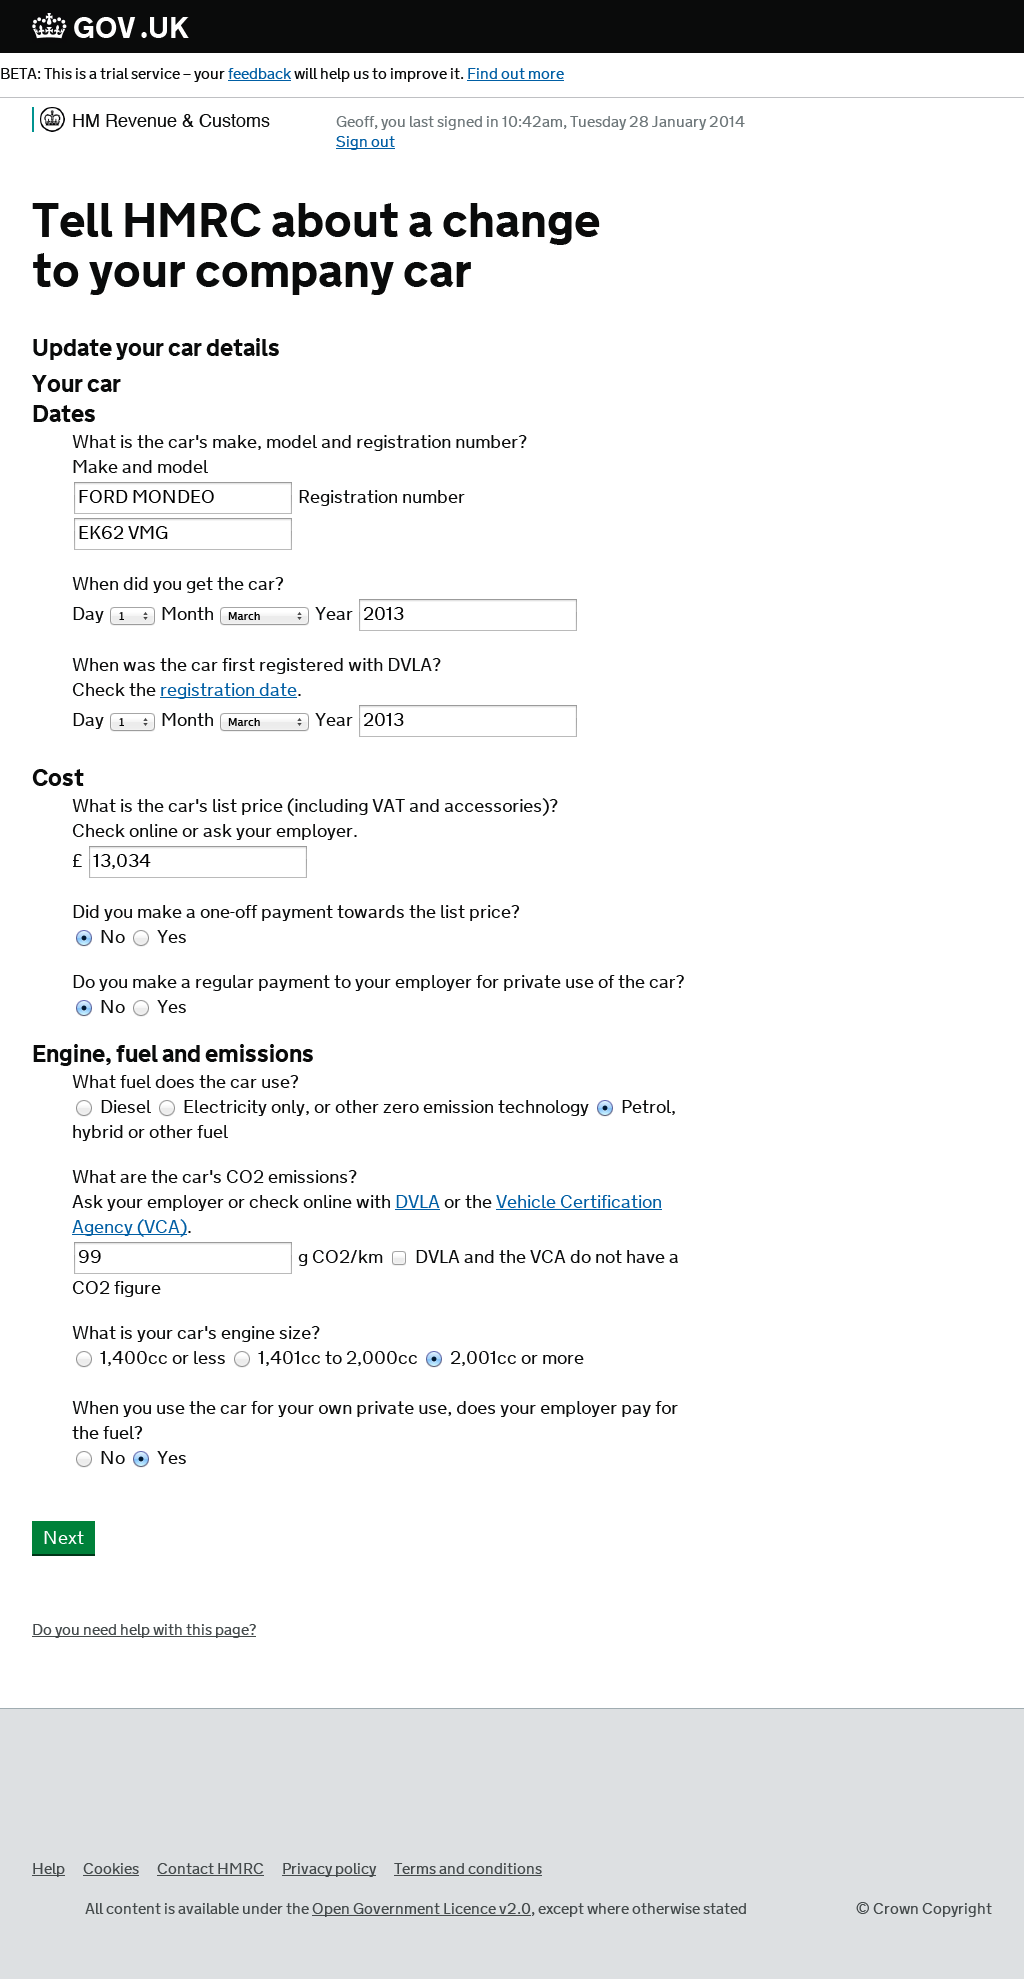 GOV.UK
BETA: This is a trial service – your feedback will help us to improve it. Find out more
HM Revenue & Customs
Geoff, you last signed in 10:42am, Tuesday 28 January 2014
Sign out
Tell HMRC about a change
to your company car
Update your car details
Your car
Dates
What is the car's make, model and registration number?
Make and model
FORD MONDEO Registration number
EK62 VMG
When did you get the car?
Day 1 Month March Year 2013
When was the car first registered with DVLA?
Check the registration date.
Day 1 Month March Year 2013
Cost
What is the car's list price (including VAT and accessories)?
Check online or ask your employer.
£ 13,034
Did you make a one-off payment towards the list price?
No Yes
Do you make a regular payment to your employer for private use of the car?
No Yes
Engine, fuel and emissions
What fuel does the car use?
Diesel Electricity only, or other zero emission technology Petrol,
hybrid or other fuel
What are the car's CO2 emissions?
Ask your employer or check online with DVLA or the Vehicle Certification
Agency (VCA).
99 g CO2/km DVLA and the VCA do not have a
CO2 figure
What is your car's engine size?
1,400cc or less 1,401cc to 2,000cc 2,001cc or more
When you use the car for your own private use, does your employer pay for
the fuel?
No Yes
Next
Do you need help with this page?
Help Cookies Contact HMRC Privacy policy Terms and conditions
All content is available under the Open Government Licence v2.0, except where otherwise stated
© Crown Copyright